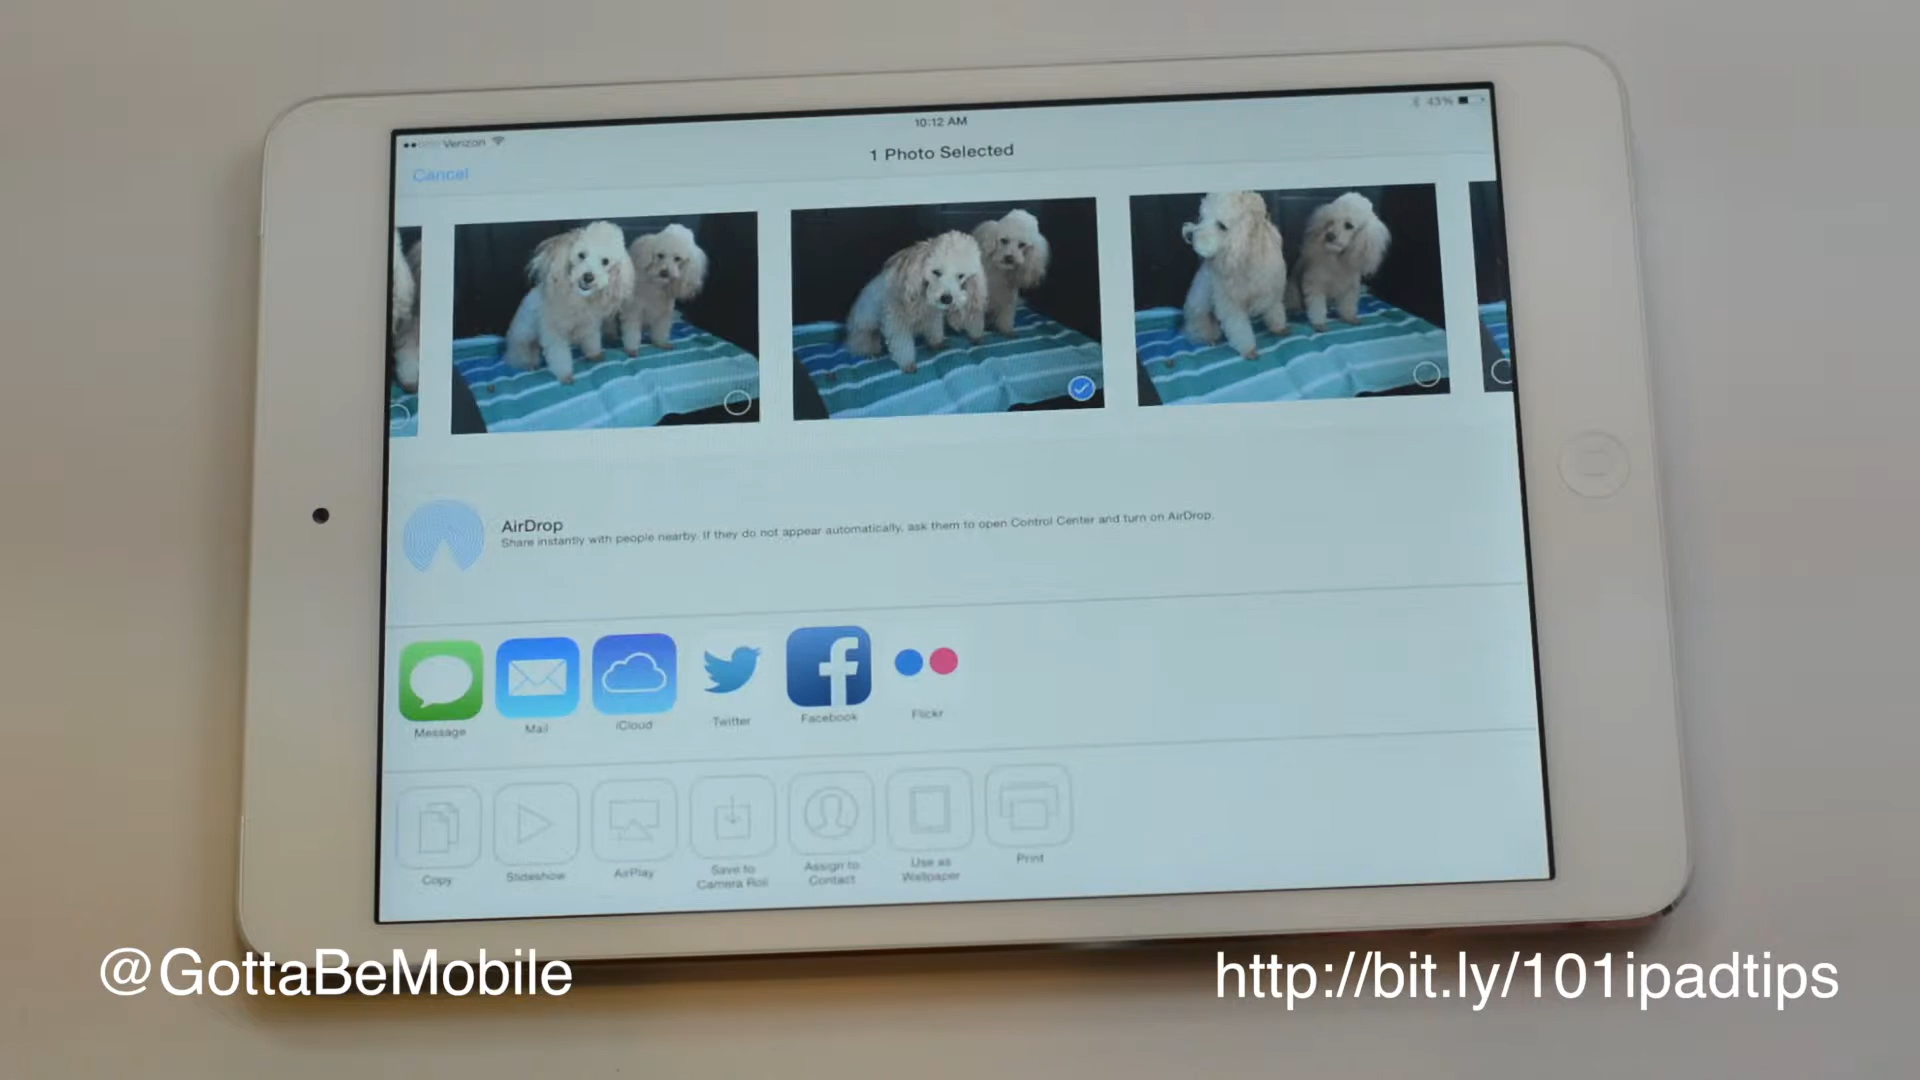 Verizon
10:12 AM
43%
Cancel
1 Photo Selected
AirDrop
Share instantly with people nearby. If they do not appear automatically, ask them to open Control Center and turn on AirDrop.
Message
Mail
iCloud
Twitter
Facebook
Flickr
Copy
Slideshow
AirPlay
Save to
Camera Roll
Assign to
Contact
Use as
Wallpaper
Print
@GottaBeMobile
http://bit.ly/101ipadtips